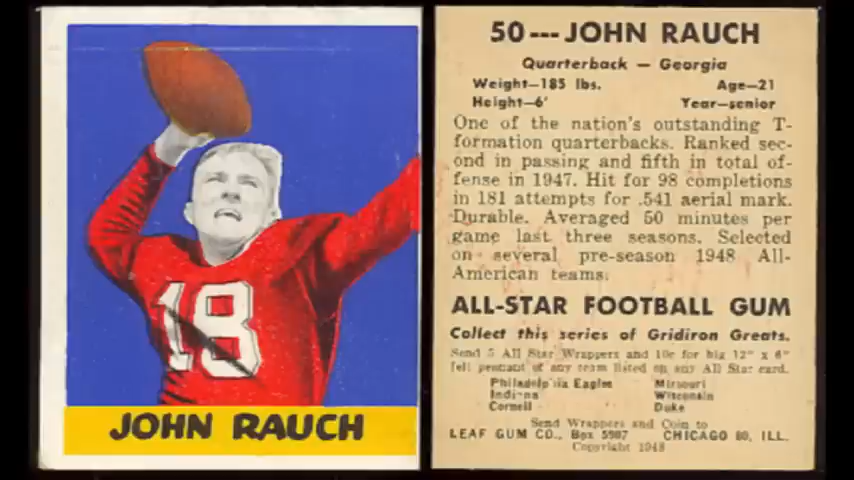 18
JOHN RAUCH
50---JOHN RAUCH
Quarterback — Georgia
Weight—185 lbs. Age—21
Height—6' Year—senior
One of the nation's outstanding T-
formation quarterbacks. Ranked sec-
ond in passing and fifth in total of-
fense in 1947. Hit for 98 completions
in 181 attempts for .541 aerial mark.
Durable. Averaged 50 minutes per
game last three seasons. Selected
on several pre-season 1948 All-
American teams.
ALL-STAR FOOTBALL GUM
Collect this series of Gridiron Greats.
Send 5 All Star Wrappers and 10c for big 12" x 6"
felt pennant of any team listed on any All Star card.
Philadelphia Eagles Missouri
Indiana Wisconsin
Cornell Duke
Send Wrappers and Coin to
LEAF GUM CO., Box 5907 CHICAGO 80, ILL.
Copyright 1948